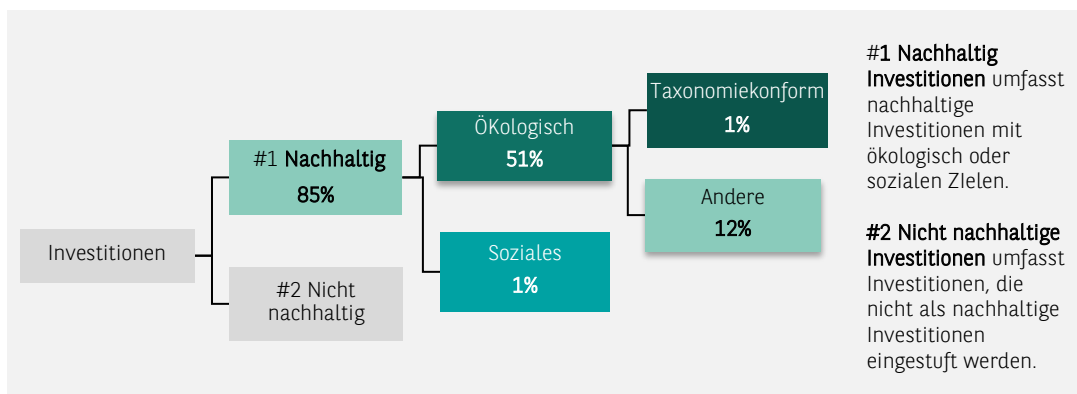 Investitionen
#1 Nachhaltig
85%
#2 Nicht
nachhaltig
ÖKologisch
51%
Soziales
1%
Taxonomiekonform
1%
Andere
12%
#1 Nachhaltig
Investitionen umfasst
nachhaltige
Investitionen mit
ökologisch oder
sozialen ZIelen.
#2 Nicht nachhaltige
Investitionen umfasst
Investitionen, die
nicht als nachhaltige
Investitionen
eingestuft werden.